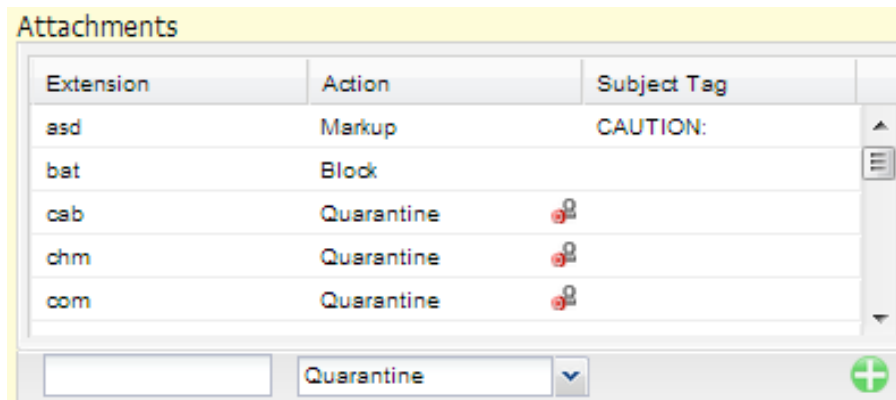 Attachments
Extension Action Subject Tag
asd Markup CAUTION:
bat Block
cab Quarantine
chm Quarantine
com Quarantine
Quarantine